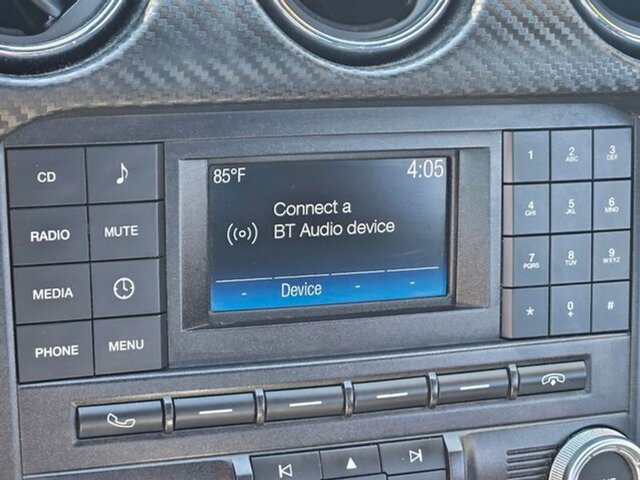 85°F
4:05
Connect a
BT Audio device
- Device - -
CD
RADIO
MUTE
MEDIA
PHONE
MENU
1
2
ABC
3
DEF
4
GHI
5
JKL
6
MNO
7
PQRS
8
TUV
9
WXYZ
*
0
+
#